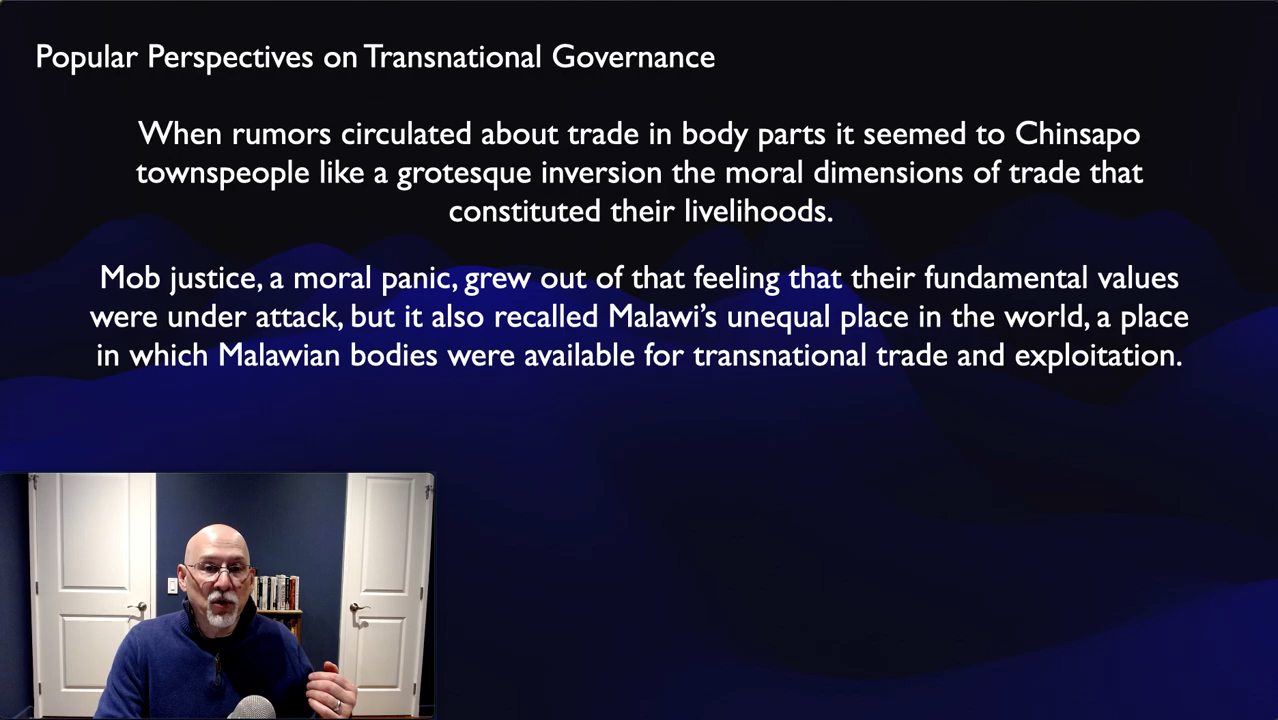 Popular Perspectives on Transnational Governance
When rumors circulated about trade in body parts it seemed to Chinsapo
townspeople like a grotesque inversion the moral dimensions of trade that
constituted their livelihoods.
Mob justice, a moral panic, grew out of that feeling that their fundamental values
were under attack, but it also recalled Malawi’s unequal place in the world, a place
in which Malawian bodies were available for transnational trade and exploitation.